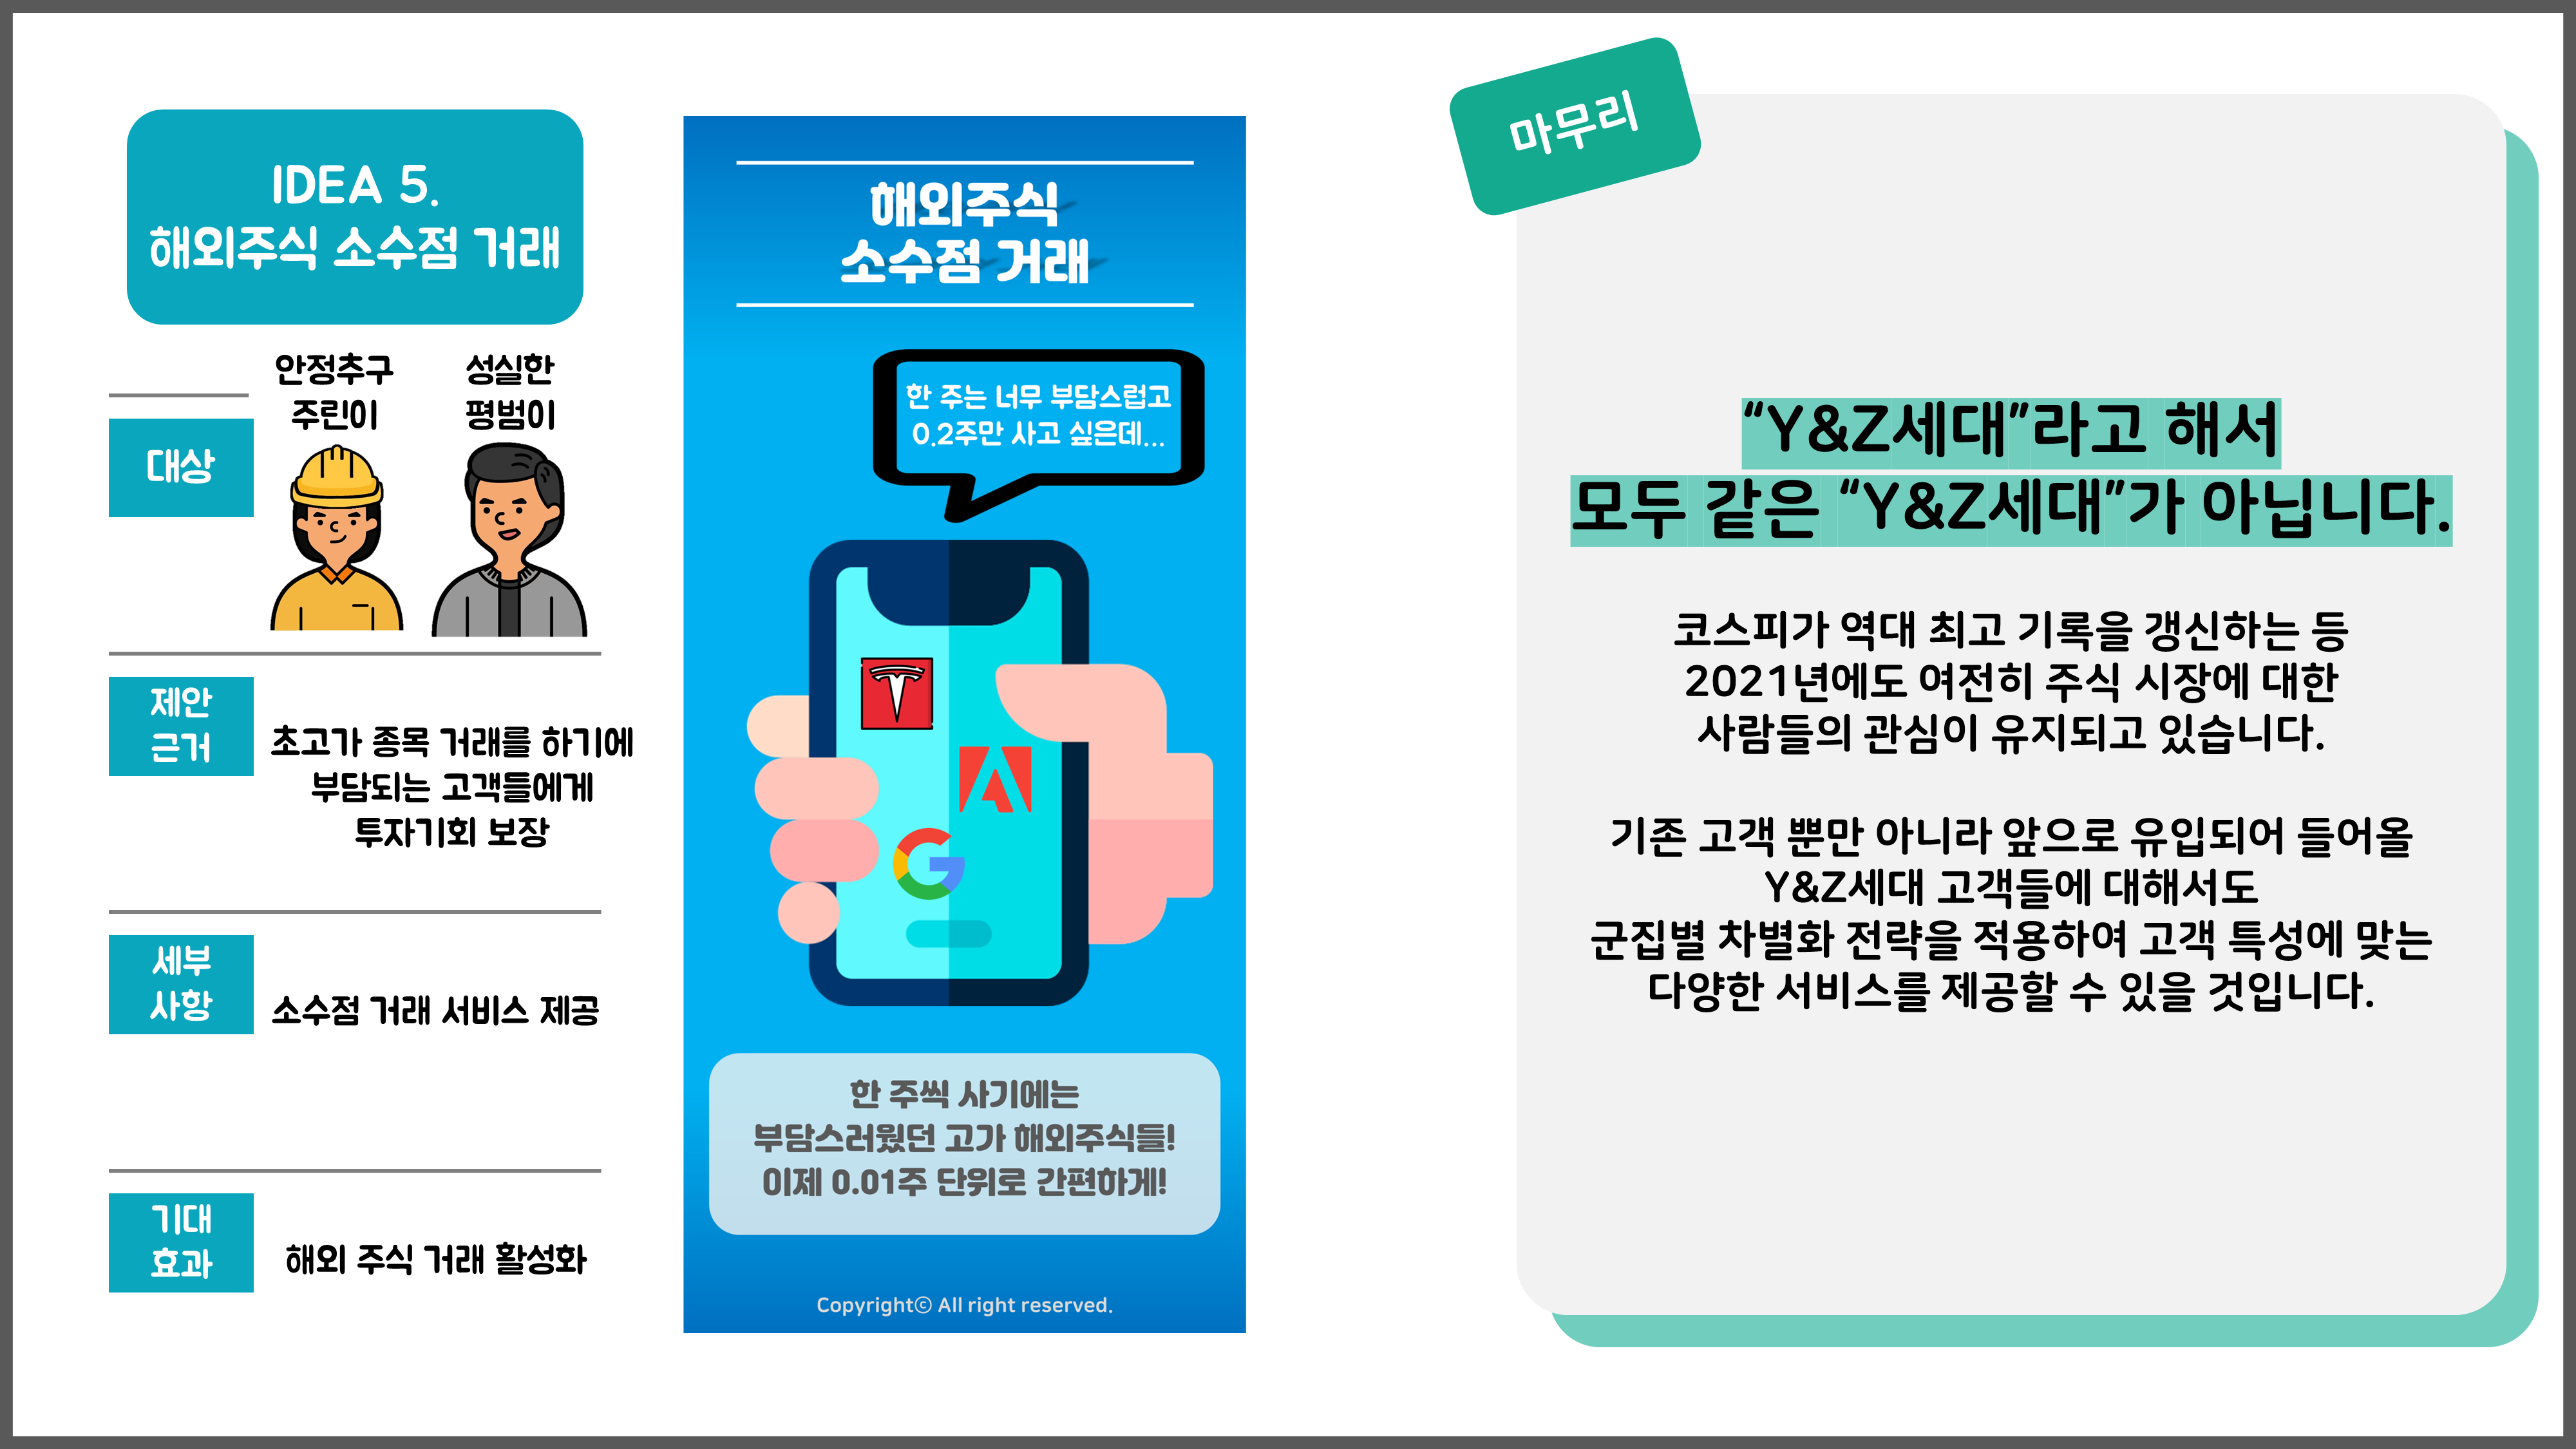 IDEA 5.
해외주식 소수점 거래
안정추구
주린이
성실한
평범이
대상
제안
근거
초고가 종목 거래를 하기에
부담되는 고객들에게
투자기회 보장
세부
사항
소수점 거래 서비스 제공
기대
효과
해외 주식 거래 활성화
해외주식
소수점 거래
한 주는 너무 부담스럽고
0.2주만 사고 싶은데...
한 주씩 사기에는
부담스러웠던 고가 해외주식들!
이제 0.01주 단위로 간편하게!
Copyrightⓒ All right reserved.
마무리
“Y&Z세대”라고 해서
모두 같은 “Y&Z세대”가 아닙니다.
코스피가 역대 최고 기록을 갱신하는 등
2021년에도 여전히 주식 시장에 대한
사람들의 관심이 유지되고 있습니다.
기존 고객 뿐만 아니라 앞으로 유입되어 들어올
Y&Z세대 고객들에 대해서도
군집별 차별화 전략을 적용하여 고객 특성에 맞는
다양한 서비스를 제공할 수 있을 것입니다.